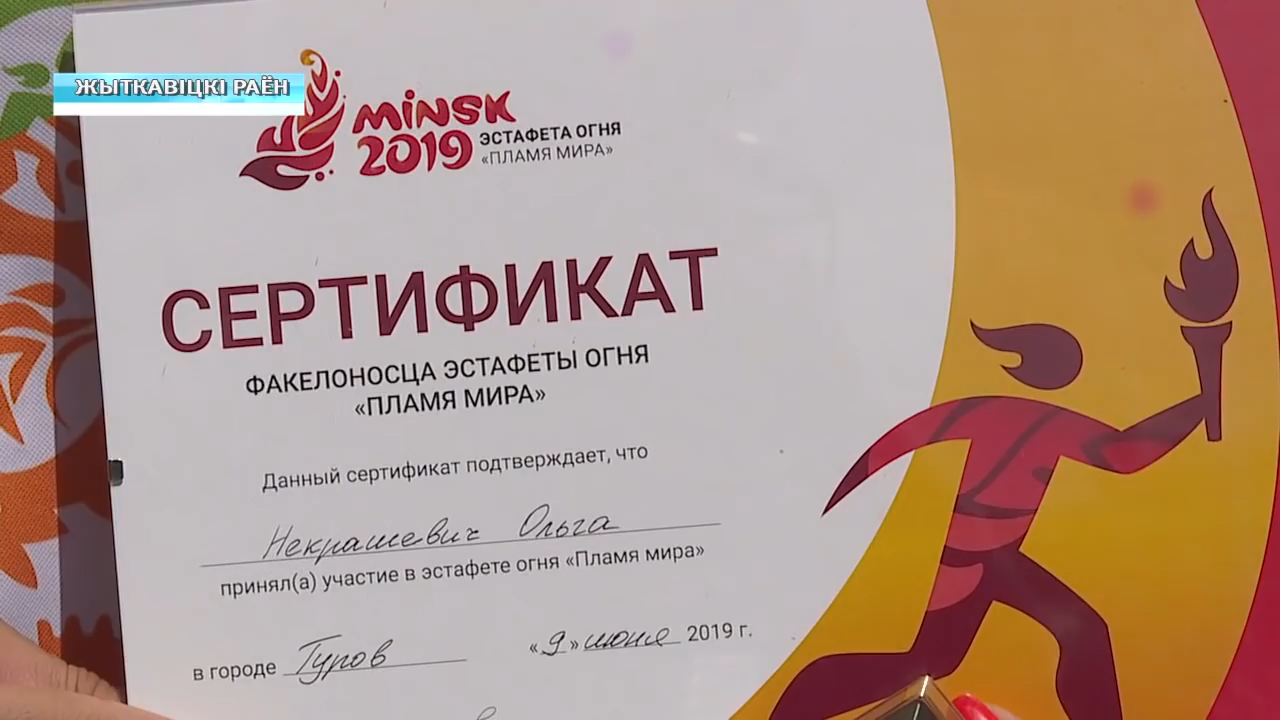 ЖЫТКАВІЦКІ РАЁН
MINSK
2019
ЭСТАФЕТА ОГНЯ
«ПЛАМЯ МИРА»
СЕРТИФИКАТ
ФАКЕЛОНОСЦА ЭСТАФЕТЫ ОГНЯ
«ПЛАМЯ МИРА»
Данный сертификат подтверждает, что
Некрашевич Ольга
принял(а) участие в эстафете огня «Пламя мира»
в городе Туров «9» июня 2019 г.